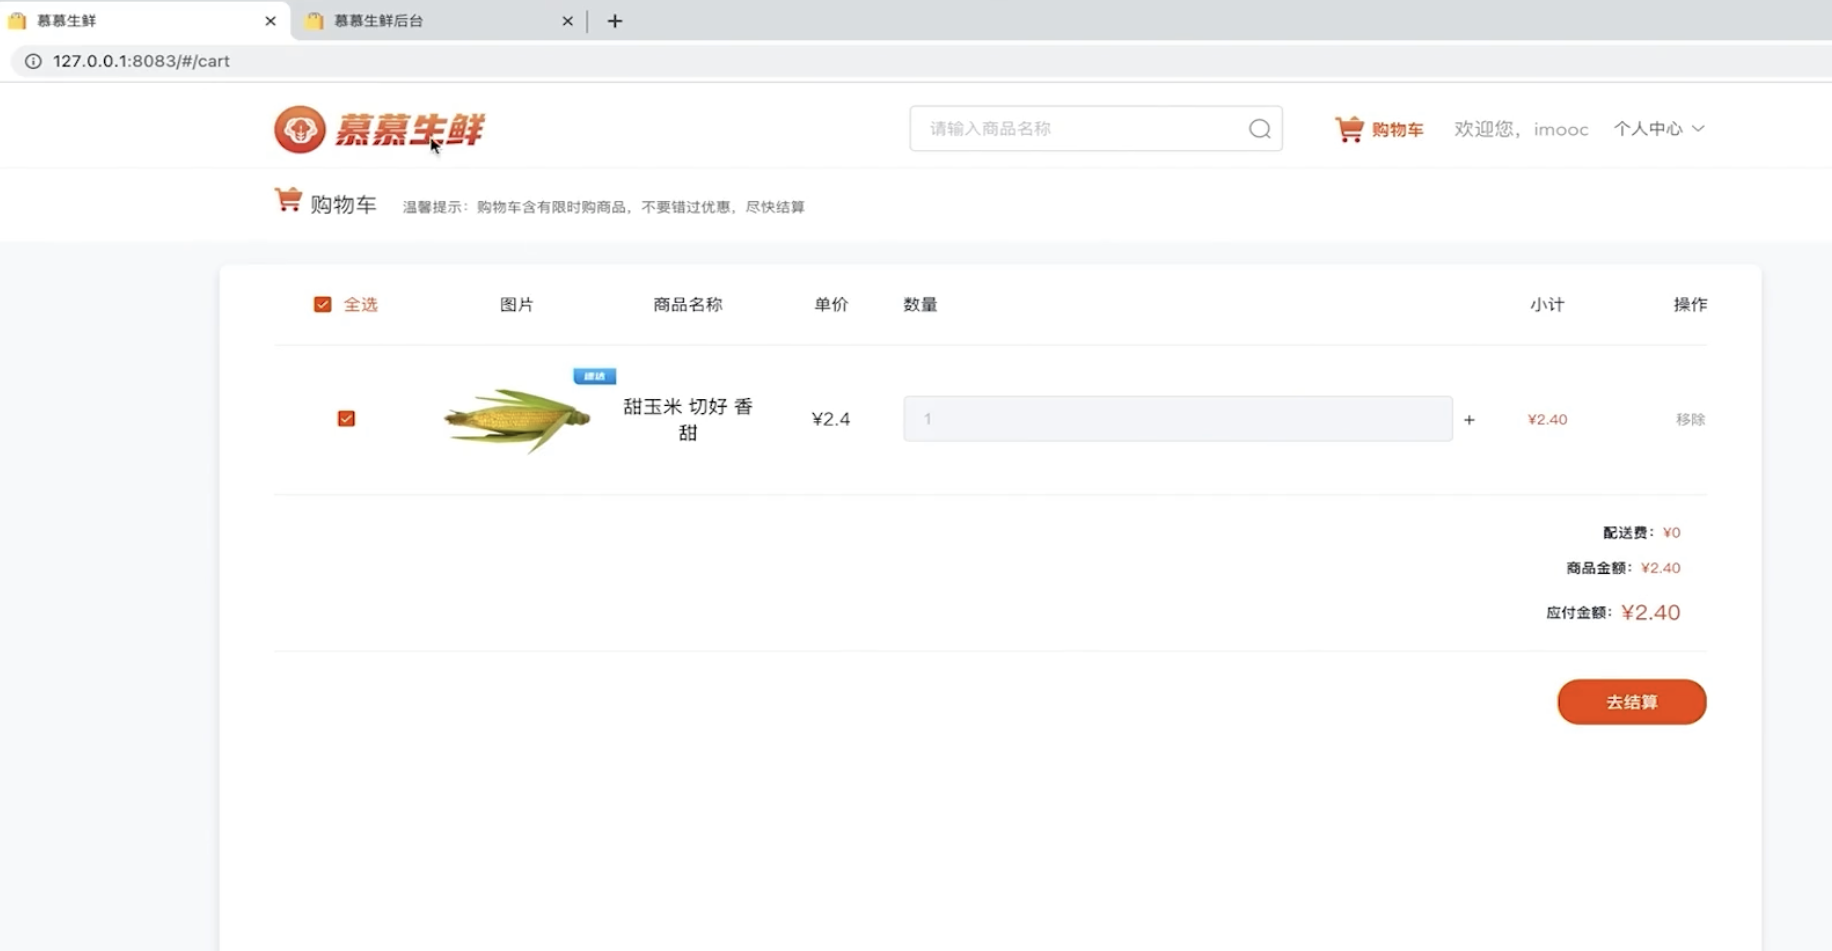 慕慕生鲜
慕慕生鲜后台
127.0.0.1:8083/#/cart
慕慕生鲜
请输入商品名称
购物车
欢迎您，imooc
个人中心
购物车
温馨提示：购物车含有限时购商品，不要错过优惠，尽快结算
全选 图片 商品名称 单价 数量 小计 操作
甜玉米 切好 香
甜
¥2.4
1
+
¥2.40
移除
配送费：¥0
商品金额：¥2.40
应付金额：¥2.40
去结算